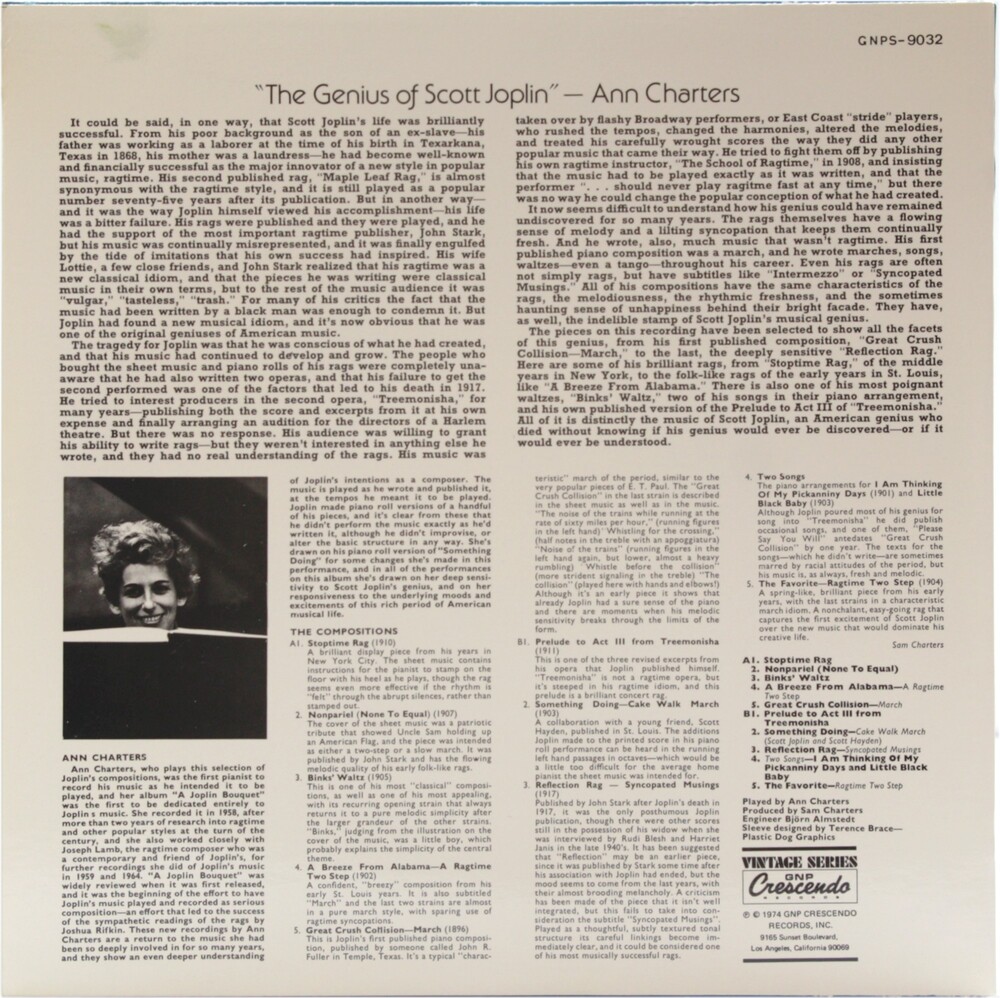 GNPS-9032
"The Genius of Scott Joplin" — Ann Charters
It could be said, in one way, that Scott Joplin's life was brilliantly
successful. From his poor background as the son of an ex-slave—his
father was working as a laborer at the time of his birth in Texarkana,
Texas in 1868, his mother was a laundress—he had become well-known
and financially successful as the major innovator of a new style in popular
music, ragtime. His second published rag, "Maple Leaf Rag," is almost
synonymous with the ragtime style, and it is still played as a popular
number seventy-five years after its publication. But in another way—
and it was the way Joplin himself viewed his accomplishment—his life
was a bitter failure. His rags were published and they were played, and he
had the support of the most important ragtime publisher, John Stark,
but his music was continually misrepresented, and it was finally engulfed
by the tide of imitations that his own success had inspired. His wife
Lottie, a few close friends, and John Stark realized that his ragtime was a
new classical idiom, and that the pieces he was writing were classical
music in their own terms, but to the rest of the music audience it was
"vulgar," "tasteless," "trash." For many of his critics the fact that the
music had been written by a black man was enough to condemn it. But
Joplin had found a new musical idiom, and it's now obvious that he was
one of the original geniuses of American music.
The tragedy for Joplin was that he was conscious of what he had created,
and that his music had continued to develop and grow. The people who
bought the sheet music and piano rolls of his rags were completely una-
aware that he had also written two operas, and that his failure to get the
second performed was one of the factors that led to his death in 1917.
He tried to interest producers in the second opera, "Treemonisha," for
many years—publishing both the score and excerpts from it at his own
expense and finally arranging an audition for the directors of a Harlem
theatre. But there was no response. His audience was willing to grant
his ability to write rags—but they weren't interested in anything else he
wrote, and they had no real understanding of the rags. His music was
taken over by flashy Broadway performers, or East Coast "stride" players,
who rushed the tempos, changed the harmonies, altered the melodies,
and treated his carefully wrought scores the way they did any other
popular music that came their way. He tried to fight them off by publishing
his own ragtime instructor, "The School of Ragtime," in 1908, and insisting
that the music had to be played exactly as it was written, and that the
performer ". . . should never play ragitme fast at any time," but there
was no way he could change the popular conception of what he had created.
It now seems difficult to understand how his genius could have remained
undiscovered for so many years. The rags themselves have a flowing
sense of melody and a lilting syncopation that keeps them continually
fresh. And he wrote, also, much music that wasn't ragtime. His first
published piano composition was a march, and he wrote marches, songs,
waltzes—even a tango—throughout his career. Even his rags are often
not simply rags, but have subtitles like "Intermezzo" or "Syncopated
Musings." All of his compositions have the same characteristics of the
rags, the melodiousness, the rhythmic freshness, and the sometimes
haunting sense of unhappiness behind their bright facade. They have,
as well, the indelible stamp of Scott Joplin's musical genius.
The pieces on this recording have been selected to show all the facets
of this genius, from his first published composition, "Great Crush
Collision—March," to the last, the deeply sensitive "Reflection Rag."
Here are some of his brilliant rags, from "Stoptime Rag," of the middle
years in New York, to the folk-like rags of the early years in St. Louis,
like "A Breeze From Alabama." There is also one of his most poignant
waltzes, "Binks' Waltz," two of his songs in their piano arrangement,
and his own published version of the Prelude to Act III of "Treemonisha."
All of it is distinctly the music of Scott Joplin, an American genius who
died without knowing if his genius would ever be discovered—or if it
would ever be understood.
ANN CHARTERS
Ann Charters, who plays this selection of
Joplin's compositions, was the first pianist to
record his music as he intended it to be
played, and her album "A Joplin Bouquet"
was the first to be dedicated entirely to
Joplin's music. She recorded it in 1958, after
more than two years of research into ragtime
and other popular styles at the turn of the
century, and she also worked closely with
Joseph Lamb, the ragtime composer who was
a contemporary and friend of Joplin's, for
further recordings she did of Joplin's music
in 1959 and 1964. "A Joplin Bouquet" was
widely reviewed when it was first released,
and it was the beginning of the effort to have
Joplin's music played and recorded as serious
composition—an effort that led to the success
of the sympathetic readings of the rags by
Joshua Rifkin. These new recordings by Ann
Charters are a return to the music she had
been so deeply involved in for so many years,
and they show an even deeper understanding
of Joplin's intentions as a composer. The
music is played as he wrote and published it,
at the tempos he meant it to be played.
Joplin made piano roll versions of a handful
of his pieces, and it's clear from these that
he didn't perform the music exactly as he'd
written it, although he didn't improvise, or
alter the basic structure in any way. She's
drawn on his piano roll version of "Something
Doing" for some changes she's made in this
performance, and in all of the performances
on this album she's drawn on her deep sensi-
tivity to Scott Joplin's genius, and on her
responsiveness to the underlying moods and
excitements of this rich period of American
musical life.
THE COMPOSITIONS
A1. Stoptime Rag (1910)
A brilliant display piece from his years in
New York City. The sheet music contains
instructions for the pianist to stamp on the
floor with his heel as he plays, though the rag
seems even more effective if the rhythm is
"felt" through the abrupt silences, rather than
stamped out.
2. Nonpariel (None To Equal) (1907)
The cover of the sheet music was a patriotic
tribute that showed Uncle Sam holding up
an American Flag, and the piece was intended
as either a two-step or a slow march. It was
published by John Stark and has the flowing
melodic quality of his early folk-like rags.
3. Binks' Waltz (1905)
This is one of his most "classical" composi-
tions, as well as one of his most appealing,
with its recurring opening strain that always
returns it to a pure melodic simplicity after
the larger grandeur of the other strains.
"Binks," judging from the illustration on the
cover of the music, was a little boy, which
probably explains the simplicity of the central
theme.
4. A Breeze From Alabama—A Ragtime
Two Step (1902)
A confident, "breezy" composition from his
early St. Louis years. It is also subtitled
"March" and the last two strains are almost
in a pure march style, with sparing use of
ragtime syncopations.
5. Great Crush Collision—March (1896)
This is Joplin's first published piano composi-
tion, published by someone called John R.
Fuller in Temple, Texas. It's a typical "charac-
teristic" march of the period, similar to the
very popular pieces of E. T. Paul. The "Great
Crush Collision" in the last strain is described
in the sheet music as well as in the music.
"The noise of the trains while running at the
rate of sixty miles per hour," (running figures
in the left hand) 'Whistling for the crossing,"
(half notes in the treble with an appoggiatura)
"Noise of the trains" (running figures in the
left hand again, but lower, almost a heavy
rumbling) 'Whistle before the collision"
(more strident signaling in the treble) "The
collision" (played here with hands and elbows!)
Although it's an early piece it shows that
already Joplin had a sure sense of the piano
and there are moments when his melodic
sensitivity breaks through the limits of the
form.
B1. Prelude to Act III from Treemonisha
(1911)
This is one of the three revised excerpts from
his opera that Joplin published himself.
"Treemonisha" is not a ragtime opera, but
it's steeped in his ragtime idiom, and this
prelude is a brilliant concert rag.
2. Something Doing—Cake Walk March
(1903)
A collaboration with a young friend, Scott
Hayden, published in St. Louis. The additions
Joplin made to the printed score in his piano
roll performance can be heard in the running
left hand passages in octaves—which would be
a little too difficult for the average home
pianist the sheet music was intended for.
3. Reflection Rag — Syncopated Musings
(1917)
Published by John Stark after Joplin's death in
1917, it was the only posthumous Joplin
publication, though there were other scores
still in the possession of his widow when she
was interviewed by Rudi Blesh and Harriet
Janis in the late 1940's. It has been suggested
that "Reflection" may be an earlier piece,
since it was published by Stark some time after
his association with Joplin had ended, but the
mood seems to come from the last years, with
their almost brooding melancholy. A criticism
has been made of the piece that it isn't well
integrated, but this fails to take into con-
sideration the subtitle "Syncopated Musings".
Played as a thoughtful, subtly textured tonal
structure its careful linkings become im-
mediately clear, and it could be considered one
of his most musically successful rags.
4. Two Songs
The piano arrangements for I Am Thinking
Of My Pickanniny Days (1901) and Little
Black Baby (1903)
Although Joplin poured most of his genius for
song into "Treemonisha" he did publish
occasional songs, and one of them, "Please
Say You Will" antedates "Great Crush
Collision" by one year. The texts for the
songs—which he didn't write—are sometimes
marred by racial attitudes of the period, but
his music is, as always, fresh and melodic.
5. The Favorite—Ragtime Two Step (1904)
A spring-like, brilliant piece from his early
years, with the last strains in a characteristic
march idiom. A nonchalant, easy-going rag that
captures the first excitement of Scott Joplin
over the new music that would dominate his
creative life.
Sam Charters
A1. Stoptime Rag
2. Nonpariel (None To Equal)
3. Binks' Waltz
4. A Breeze From Alabama—A Ragtime
Two Step
5. Great Crush Collision—March
B1. Prelude to Act III from
Treemonisha
2. Something Doing—Cake Walk March
(Scott Joplin and Scott Hayden)
3. Reflection Rag—Syncopated Musings
4. Two Songs—I Am Thinking Of My
Pickanniny Days and Little Black
Baby
5. The Favorite—Ragtime Two Step
Played by Ann Charters
Produced by Sam Charters
Engineer Björn Almstedt
Sleeve designed by Terence Brace—
Plastic Dog Graphics
VINTAGE SERIES
GNP
Crescendo
RECORDS
℗ © 1974 GNP CRESCENDO
RECORDS, INC.
9165 Sunset Boulevard,
Los Angeles, California 90069